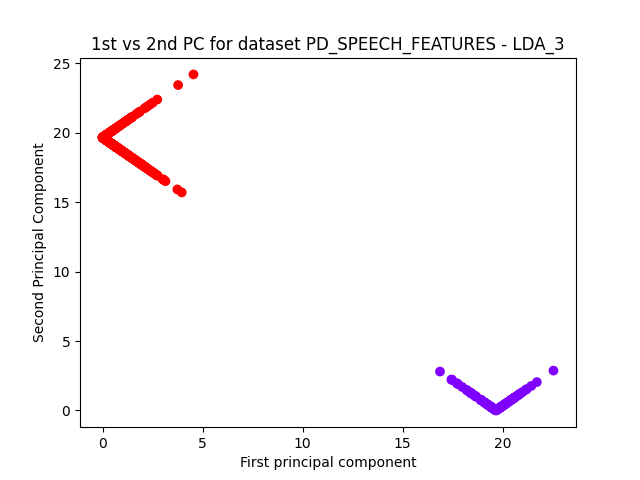 1st vs 2nd PC for dataset PD_SPEECH_FEATURES - LDA_3
25
20
15
10
5
0
Second Principal Component
0 5 10 15 20
First principal component